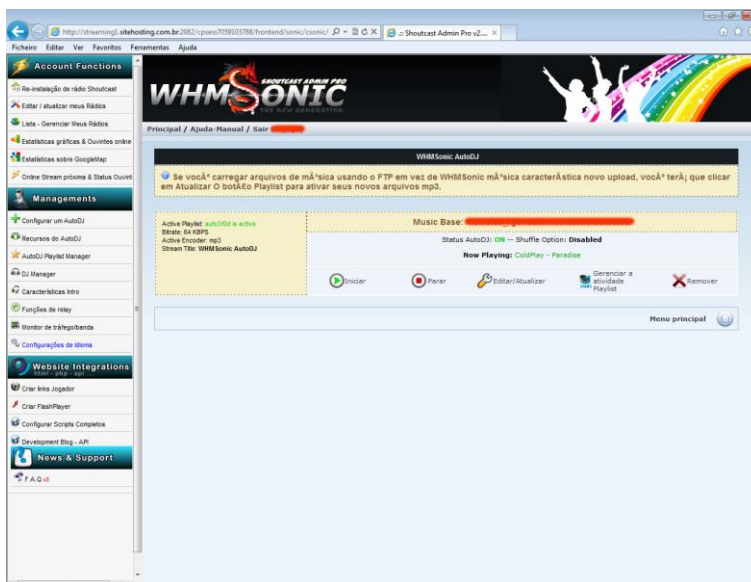 http://streaming1.sitehosting.com.br:2082/cpsess7059103788/frontend/sonic/csonic/
.:: Shoutcast Admin Pro v2....
Ficheiro Editar Ver Favoritos Ferramentas Ajuda
Account Functions
Re-instalação de rádio Shoutcast
Editar / atualizar meus Rádios
Lista - Gerenciar Meus Rádios
Estatísticas gráficas & Ouvintes online
Estatísticas sobre GoogleMap
Online Stream próxima & Status Ouvint
Managements
Configurar um AutoDJ
Recursos do AutoDJ
AutoDJ Playlist Manager
DJ Manager
Características Intro
Funções de relay
Monitor de tráfego/banda
Configurações de idioma
Website Integrations
html - php - api ...
Criar links Jogador
Criar FlashPlayer
Configurar Scripts Completos
Development Blog - API
News & Support
F.A.Q v2
SHOUTCAST ADMIN PRO
WHMSONIC
THE NEW GENERATION
Principal / Ajuda-Manual / Sair
WHMSonic AutoDJ
Se vocÃª carregar arquivos de mÃºsica usando o FTP em vez de WHMSonic mÃºsica caracterÃ­stica novo upload, vocÃª terÃ¡ que clicar
em Atualizar O botÃ£o Playlist para ativar seus novos arquivos mp3.
Active Playlist: auto3f0d is active
Bitrate: 64 KBPS
Active Encoder: mp3
Stream Title: WHMSonic AutoDJ
Music Base:
Status AutoDJ: ON -- Shuffle Option: Disabled
Now Playing: ColdPlay - Paradise
Iniciar
Parar
Editar/Atualizar
Gerenciar a
atividade
Playlist
Remover
Menu principal